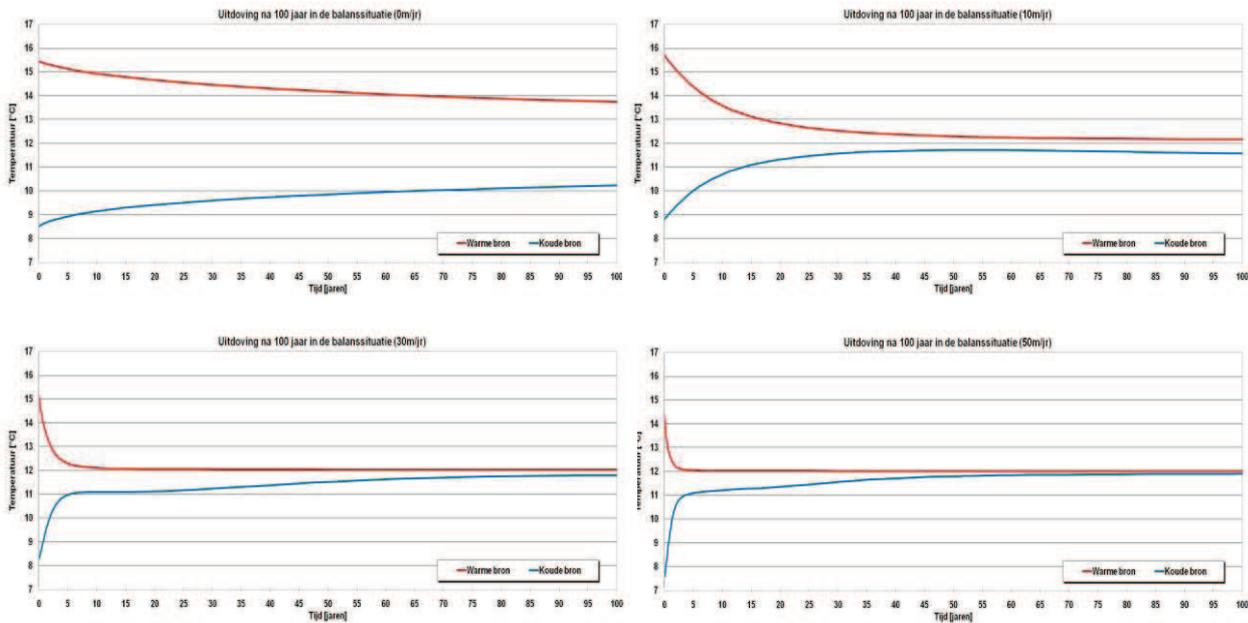 Uitdoving na 100 jaar in de balanssituatie (0m/jr)
17
16
15
14
13
12
11
10
9
8
7
Temperatuur [°C]
Warme bron Koude bron
0 5 10 15 20 25 30 35 40 45 50 55 60 65 70 75 80 85 90 95 100
Tijd [jaren]
Uitdoving na 100 jaar in de balanssituatie (10m/jr)
17
16
15
14
13
12
11
10
9
8
7
Temperatuur [°C]
Warme bron Koude bron
0 5 10 15 20 25 30 35 40 45 50 55 60 65 70 75 80 85 90 95 100
Tijd [jaren]
Uitdoving na 100 jaar in de balanssituatie (30m/jr)
17
16
15
14
13
12
11
10
9
8
7
Temperatuur [°C]
Warme bron Koude bron
0 5 10 15 20 25 30 35 40 45 50 55 60 65 70 75 80 85 90 95 100
Tijd [jaren]
Uitdoving na 100 jaar in de balanssituatie (50m/jr)
17
16
15
14
13
12
11
10
9
8
7
Temperatuur [°C]
Warme bron Koude bron
0 5 10 15 20 25 30 35 40 45 50 55 60 65 70 75 80 85 90 95 100
Tijd [jaren]